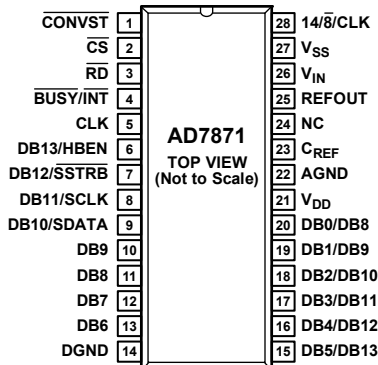 CONVST 1
CS 2
RD 3
BUSY/INT 4
CLK 5
DB13/HBEN 6
DB12/SSTRB 7
DB11/SCLK 8
DB10/SDATA 9
DB9 10
DB8 11
DB7 12
DB6 13
DGND 14
AD7871
TOP VIEW
(Not to Scale)
28 14/8/CLK
27 VSS
26 VIN
25 REFOUT
24 NC
23 CREF
22 AGND
21 VDD
20 DB0/DB8
19 DB1/DB9
18 DB2/DB10
17 DB3/DB11
16 DB4/DB12
15 DB5/DB13